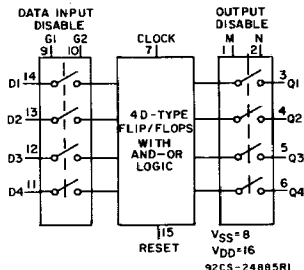 DATA INPUT DISABLE
G1 G2
9 10
CLOCK
7
OUTPUT DISABLE
M N
1 2
D1 14
D2 13
D3 12
D4 11
4 D-TYPE
FLIP/FLOPS
WITH
AND-OR
LOGIC
3 Q1
4 Q2
5 Q3
6 Q4
15
RESET
VSS=8
VDD=16
92CS-24885R1